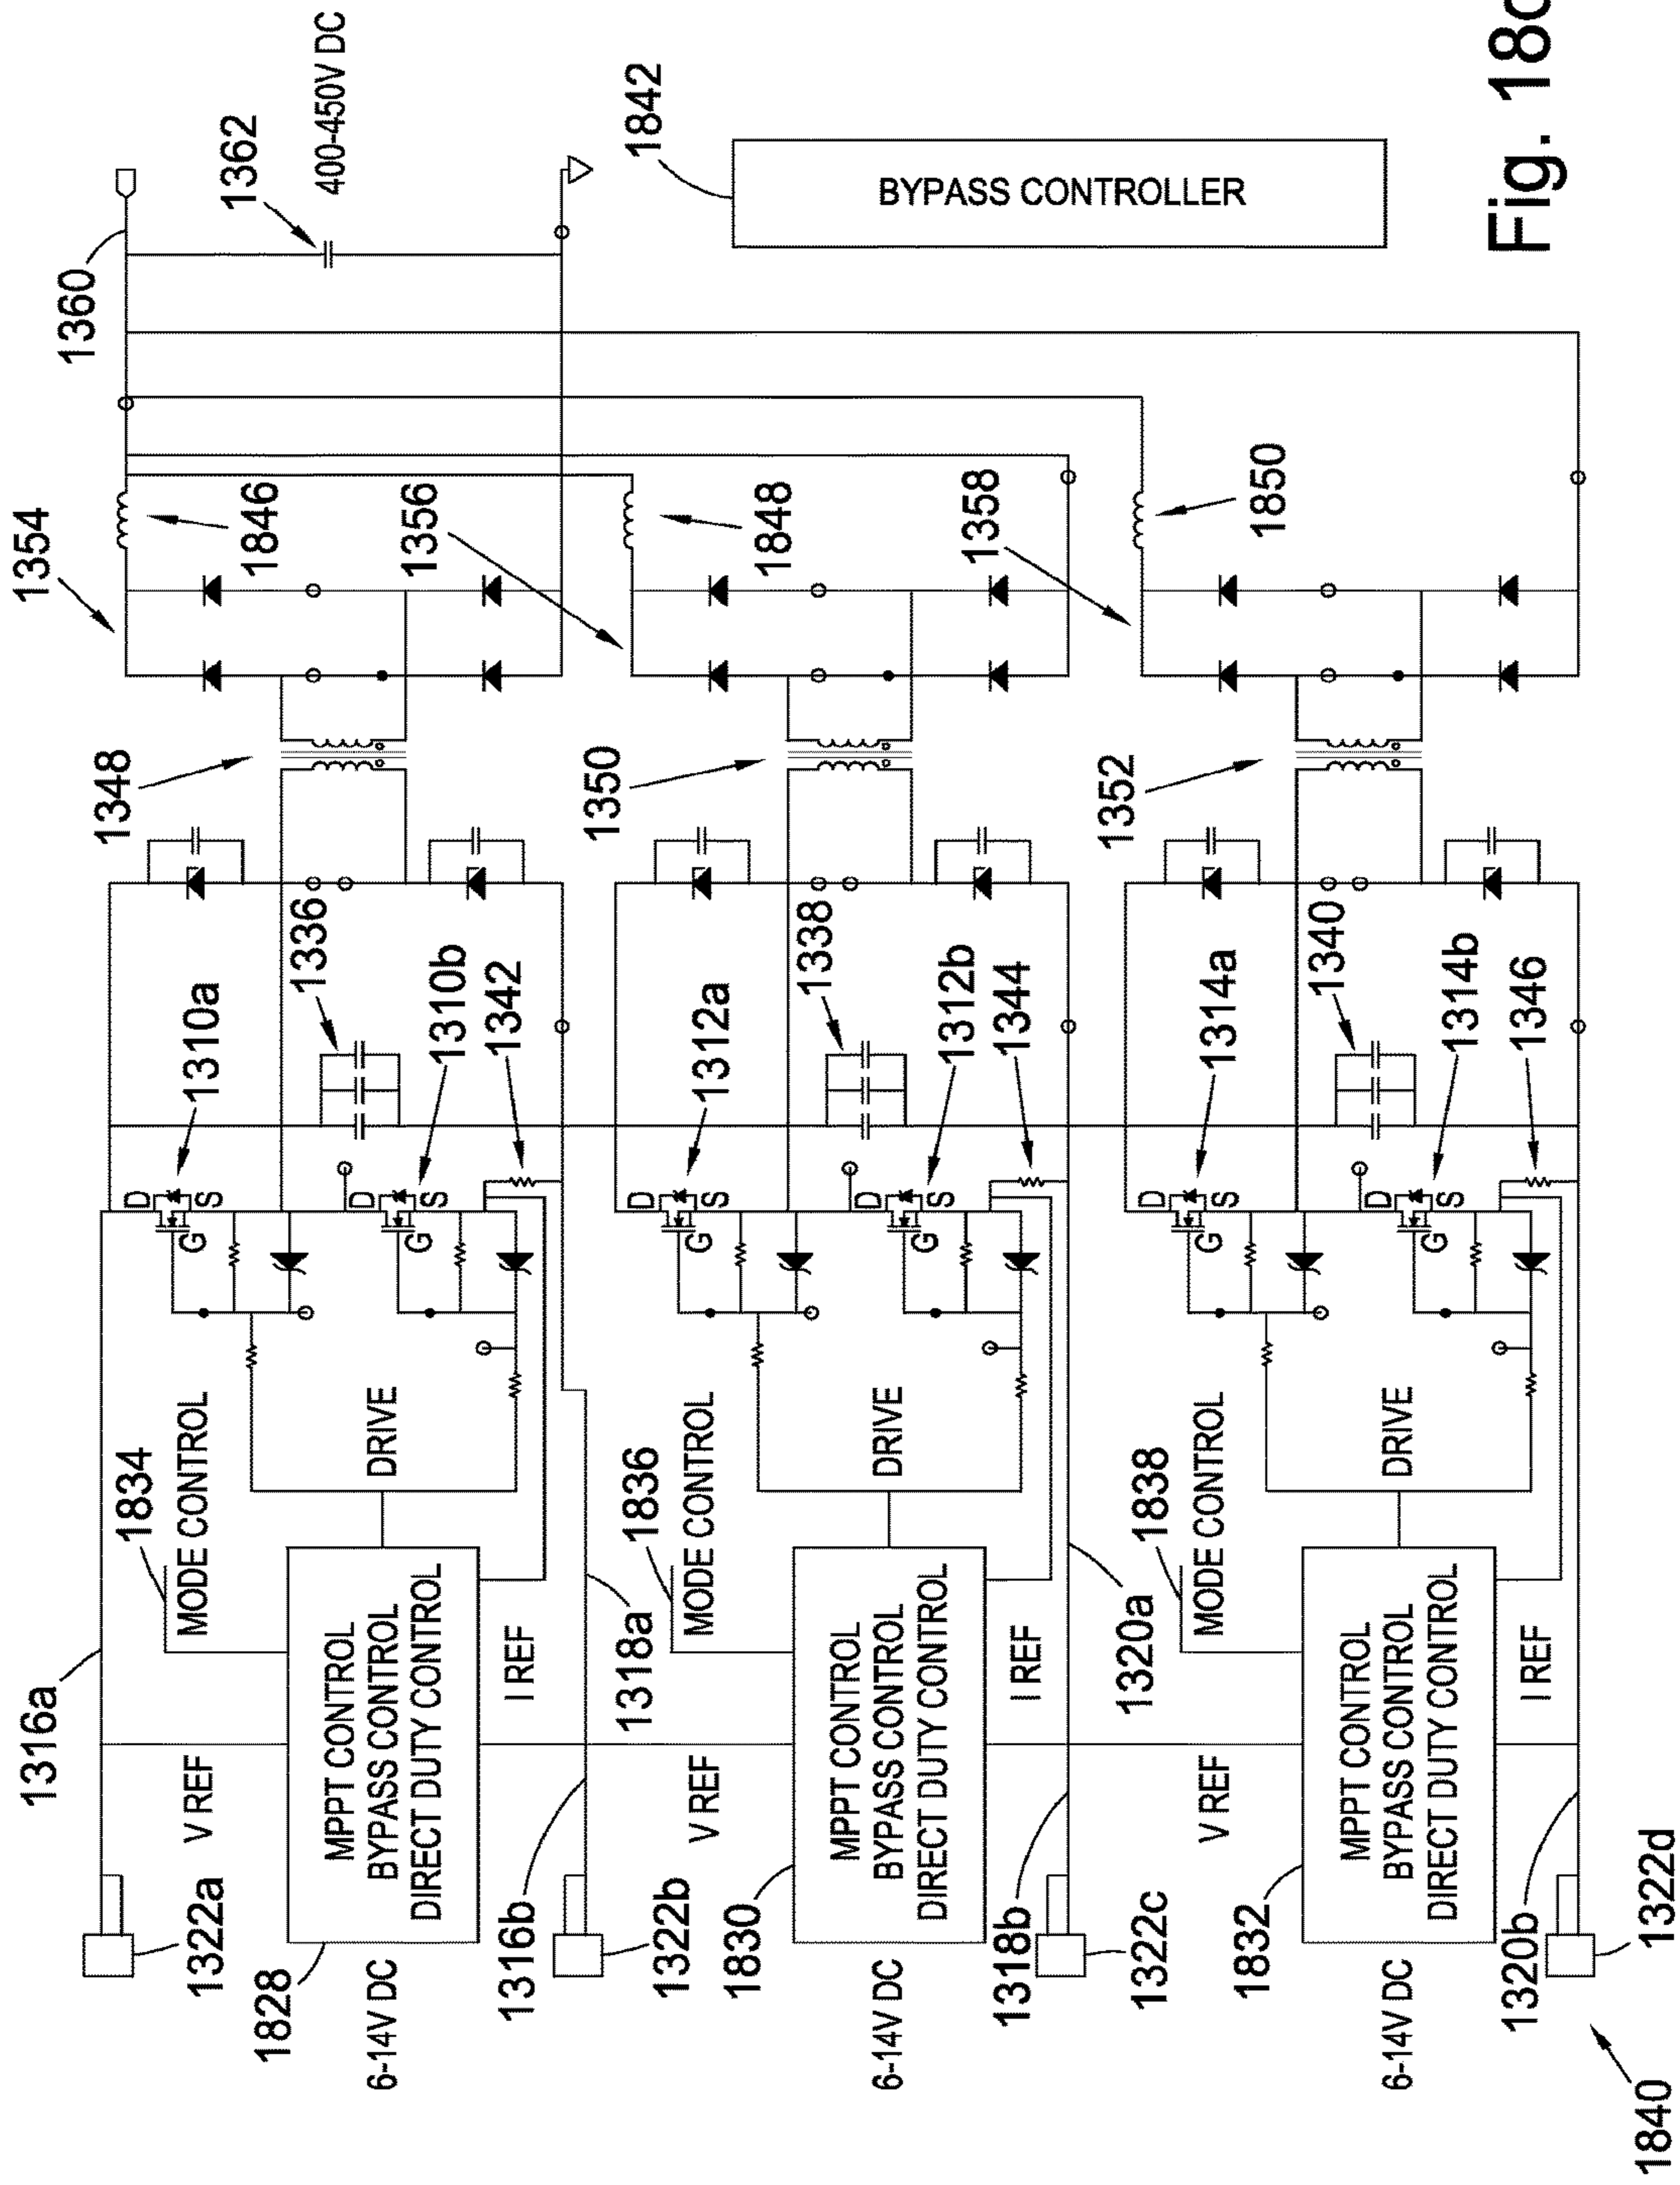 1354
1360
1362
400-450V DC
1846
1316a
1834
MODE CONTROL
1310a
1348
D
S
G
V REF
1322a
1828
6-14V DC
MPPT CONTROL
BYPASS CONTROL
DIRECT DUTY CONTROL
DRIVE
I REF
D
S
G
1336
1310b
1342
1356
1842
BYPASS CONTROLLER
1316b
1318a
1322b
1836
MODE CONTROL
1312a
1350
1848
D
S
G
V REF
1830
6-14V DC
MPPT CONTROL
BYPASS CONTROL
DIRECT DUTY CONTROL
DRIVE
I REF
D
S
G
1338
1312b
1344
1358
1318b
1320a
1322c
1838
MODE CONTROL
1314a
1352
1850
D
S
G
V REF
1832
6-14V DC
MPPT CONTROL
BYPASS CONTROL
DIRECT DUTY CONTROL
DRIVE
I REF
D
S
G
1340
1314b
1346
1320b
1322d
1840
Fig.